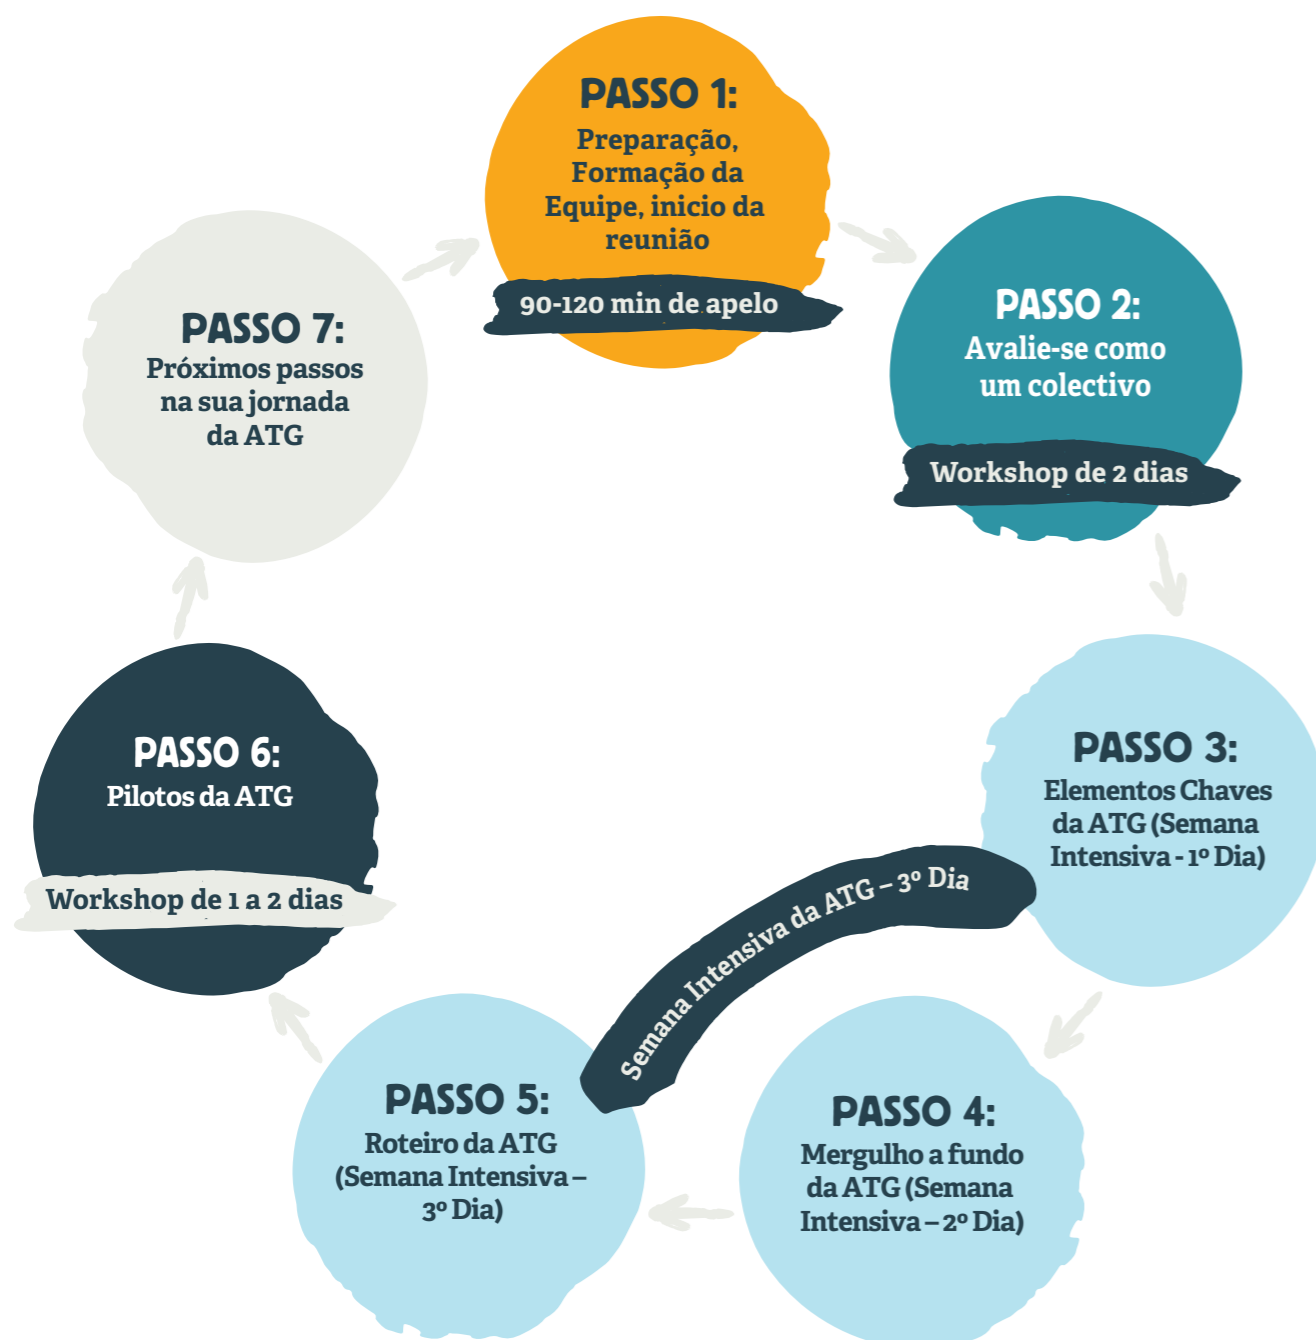 PASSO 1:
Preparação,
Formação da
Equipe, inicio da
reunião
90-120 min de apelo
PASSO 2:
Avalie-se como
um colectivo
Workshop de 2 dias
PASSO 3:
Elementos Chaves
da ATG (Semana
Intensiva - 1º Dia)
Semana Intensiva da ATG – 3º Dia
PASSO 4:
Mergulho a fundo
da ATG (Semana
Intensiva – 2º Dia)
PASSO 5:
Roteiro da ATG
(Semana Intensiva –
3º Dia)
PASSO 6:
Pilotos da ATG
Workshop de 1 a 2 dias
PASSO 7:
Próximos passos
na sua jornada
da ATG